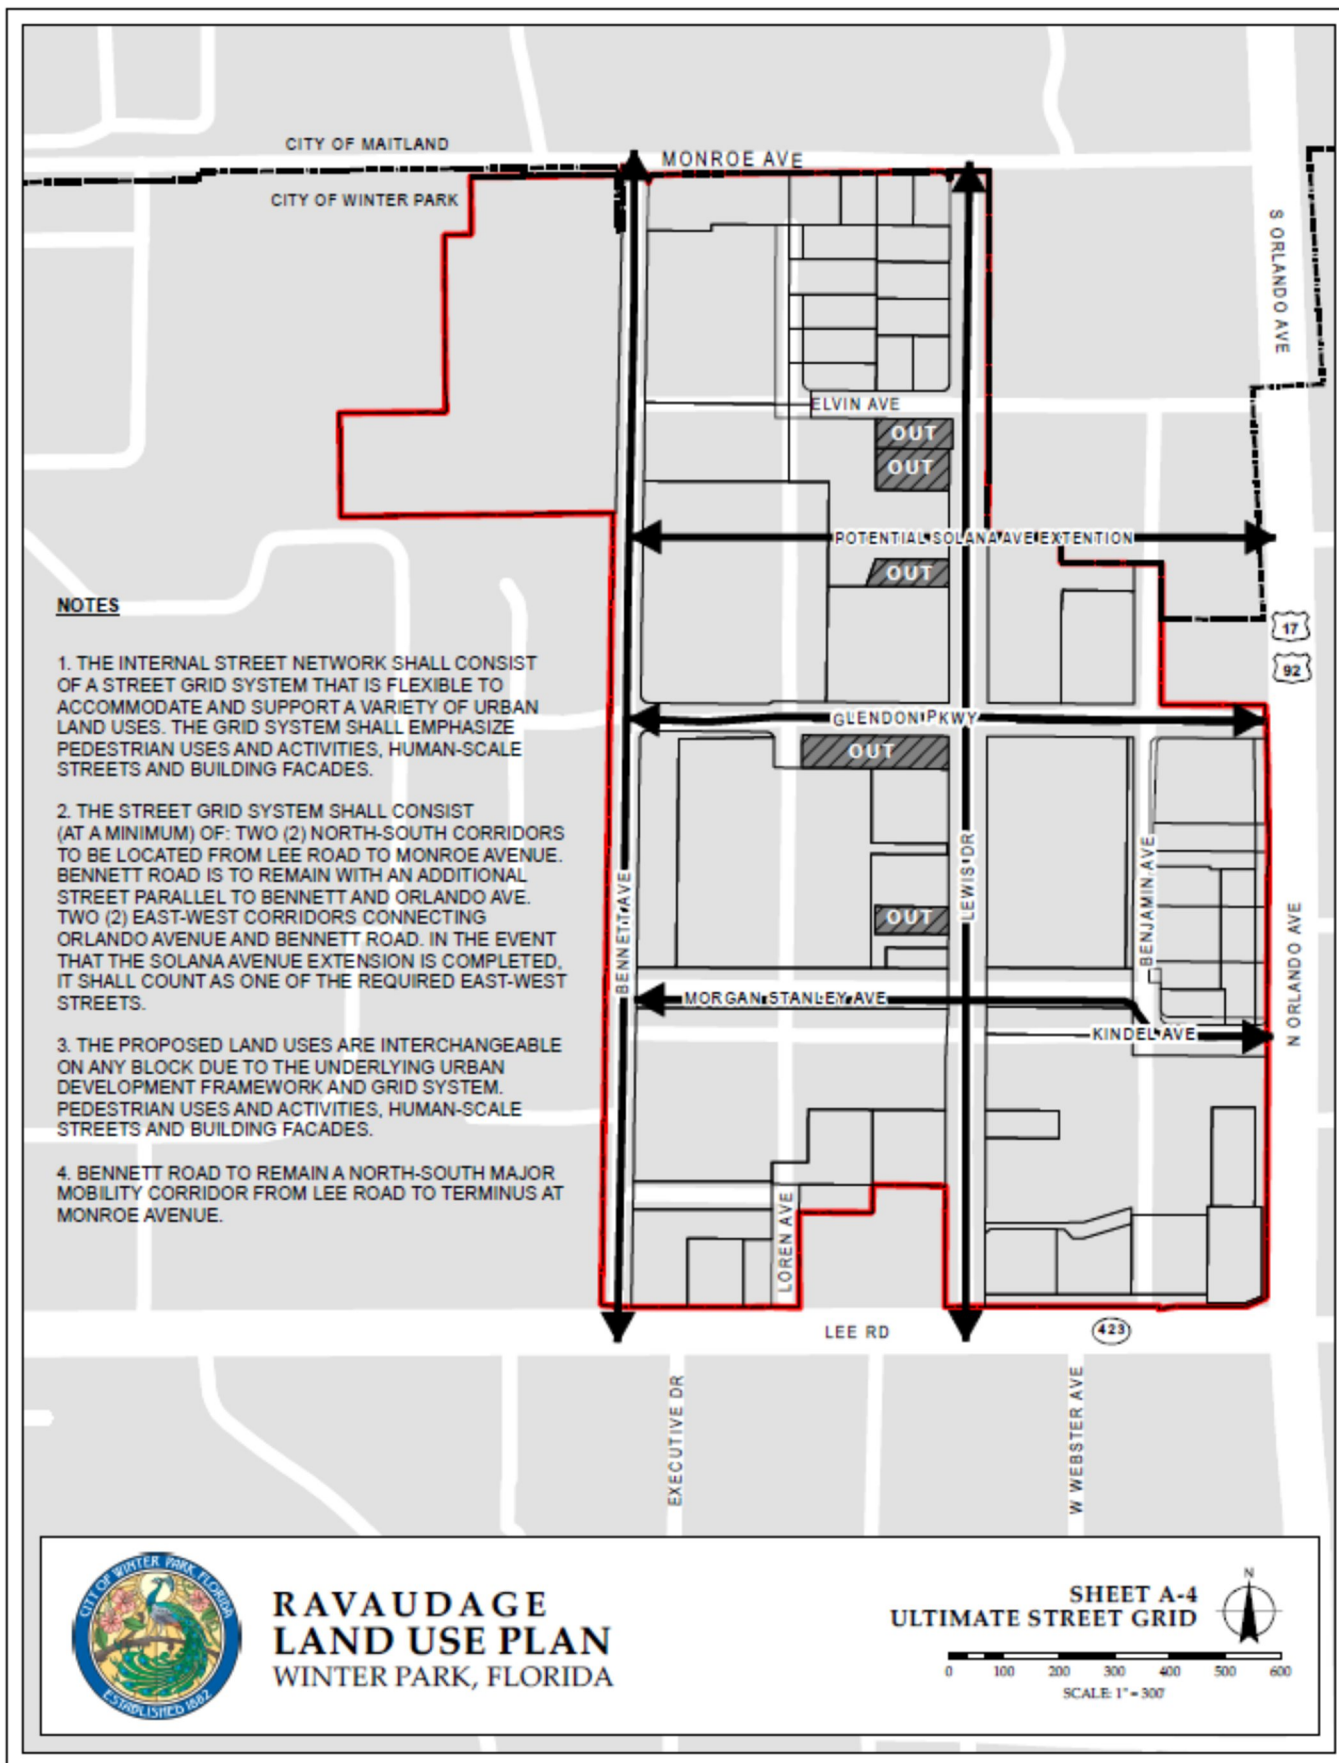 CITY OF MAITLAND
MONROE AVE
CITY OF WINTER PARK
S ORLANDO AVE
ELVIN AVE
OUT
OUT
POTENTIAL SOLANA AVE EXTENTION
OUT
17
92
NOTES
1. THE INTERNAL STREET NETWORK SHALL CONSIST
OF A STREET GRID SYSTEM THAT IS FLEXIBLE TO
ACCOMMODATE AND SUPPORT A VARIETY OF URBAN
LAND USES. THE GRID SYSTEM SHALL EMPHASIZE
PEDESTRIAN USES AND ACTIVITIES, HUMAN-SCALE
STREETS AND BUILDING FACADES.
2. THE STREET GRID SYSTEM SHALL CONSIST
(AT A MINIMUM) OF: TWO (2) NORTH-SOUTH CORRIDORS
TO BE LOCATED FROM LEE ROAD TO MONROE AVENUE.
BENNETT ROAD IS TO REMAIN WITH AN ADDITIONAL
STREET PARALLEL TO BENNETT AND ORLANDO AVE.
TWO (2) EAST-WEST CORRIDORS CONNECTING
ORLANDO AVENUE AND BENNETT ROAD. IN THE EVENT
THAT THE SOLANA AVENUE EXTENSION IS COMPLETED,
IT SHALL COUNT AS ONE OF THE REQUIRED EAST-WEST
STREETS.
3. THE PROPOSED LAND USES ARE INTERCHANGEABLE
ON ANY BLOCK DUE TO THE UNDERLYING URBAN
DEVELOPMENT FRAMEWORK AND GRID SYSTEM.
PEDESTRIAN USES AND ACTIVITIES, HUMAN-SCALE
STREETS AND BUILDING FACADES.
4. BENNETT ROAD TO REMAIN A NORTH-SOUTH MAJOR
MOBILITY CORRIDOR FROM LEE ROAD TO TERMINUS AT
MONROE AVENUE.
GLENDON PKWY
OUT
BENNETT AVE
LEWIS DR
BENJAMIN AVE
OUT
N ORLANDO AVE
MORGAN STANLEY AVE
KINDEL AVE
LOREN AVE
LEE RD
423
EXECUTIVE DR
W WEBSTER AVE
CITY OF WINTER PARK, FLORIDA
ESTABLISHED 1882
RAVAUDAGE
LAND USE PLAN
WINTER PARK, FLORIDA
SHEET A-4
ULTIMATE STREET GRID
N
0 100 200 300 400 500 600
SCALE: 1" = 300'